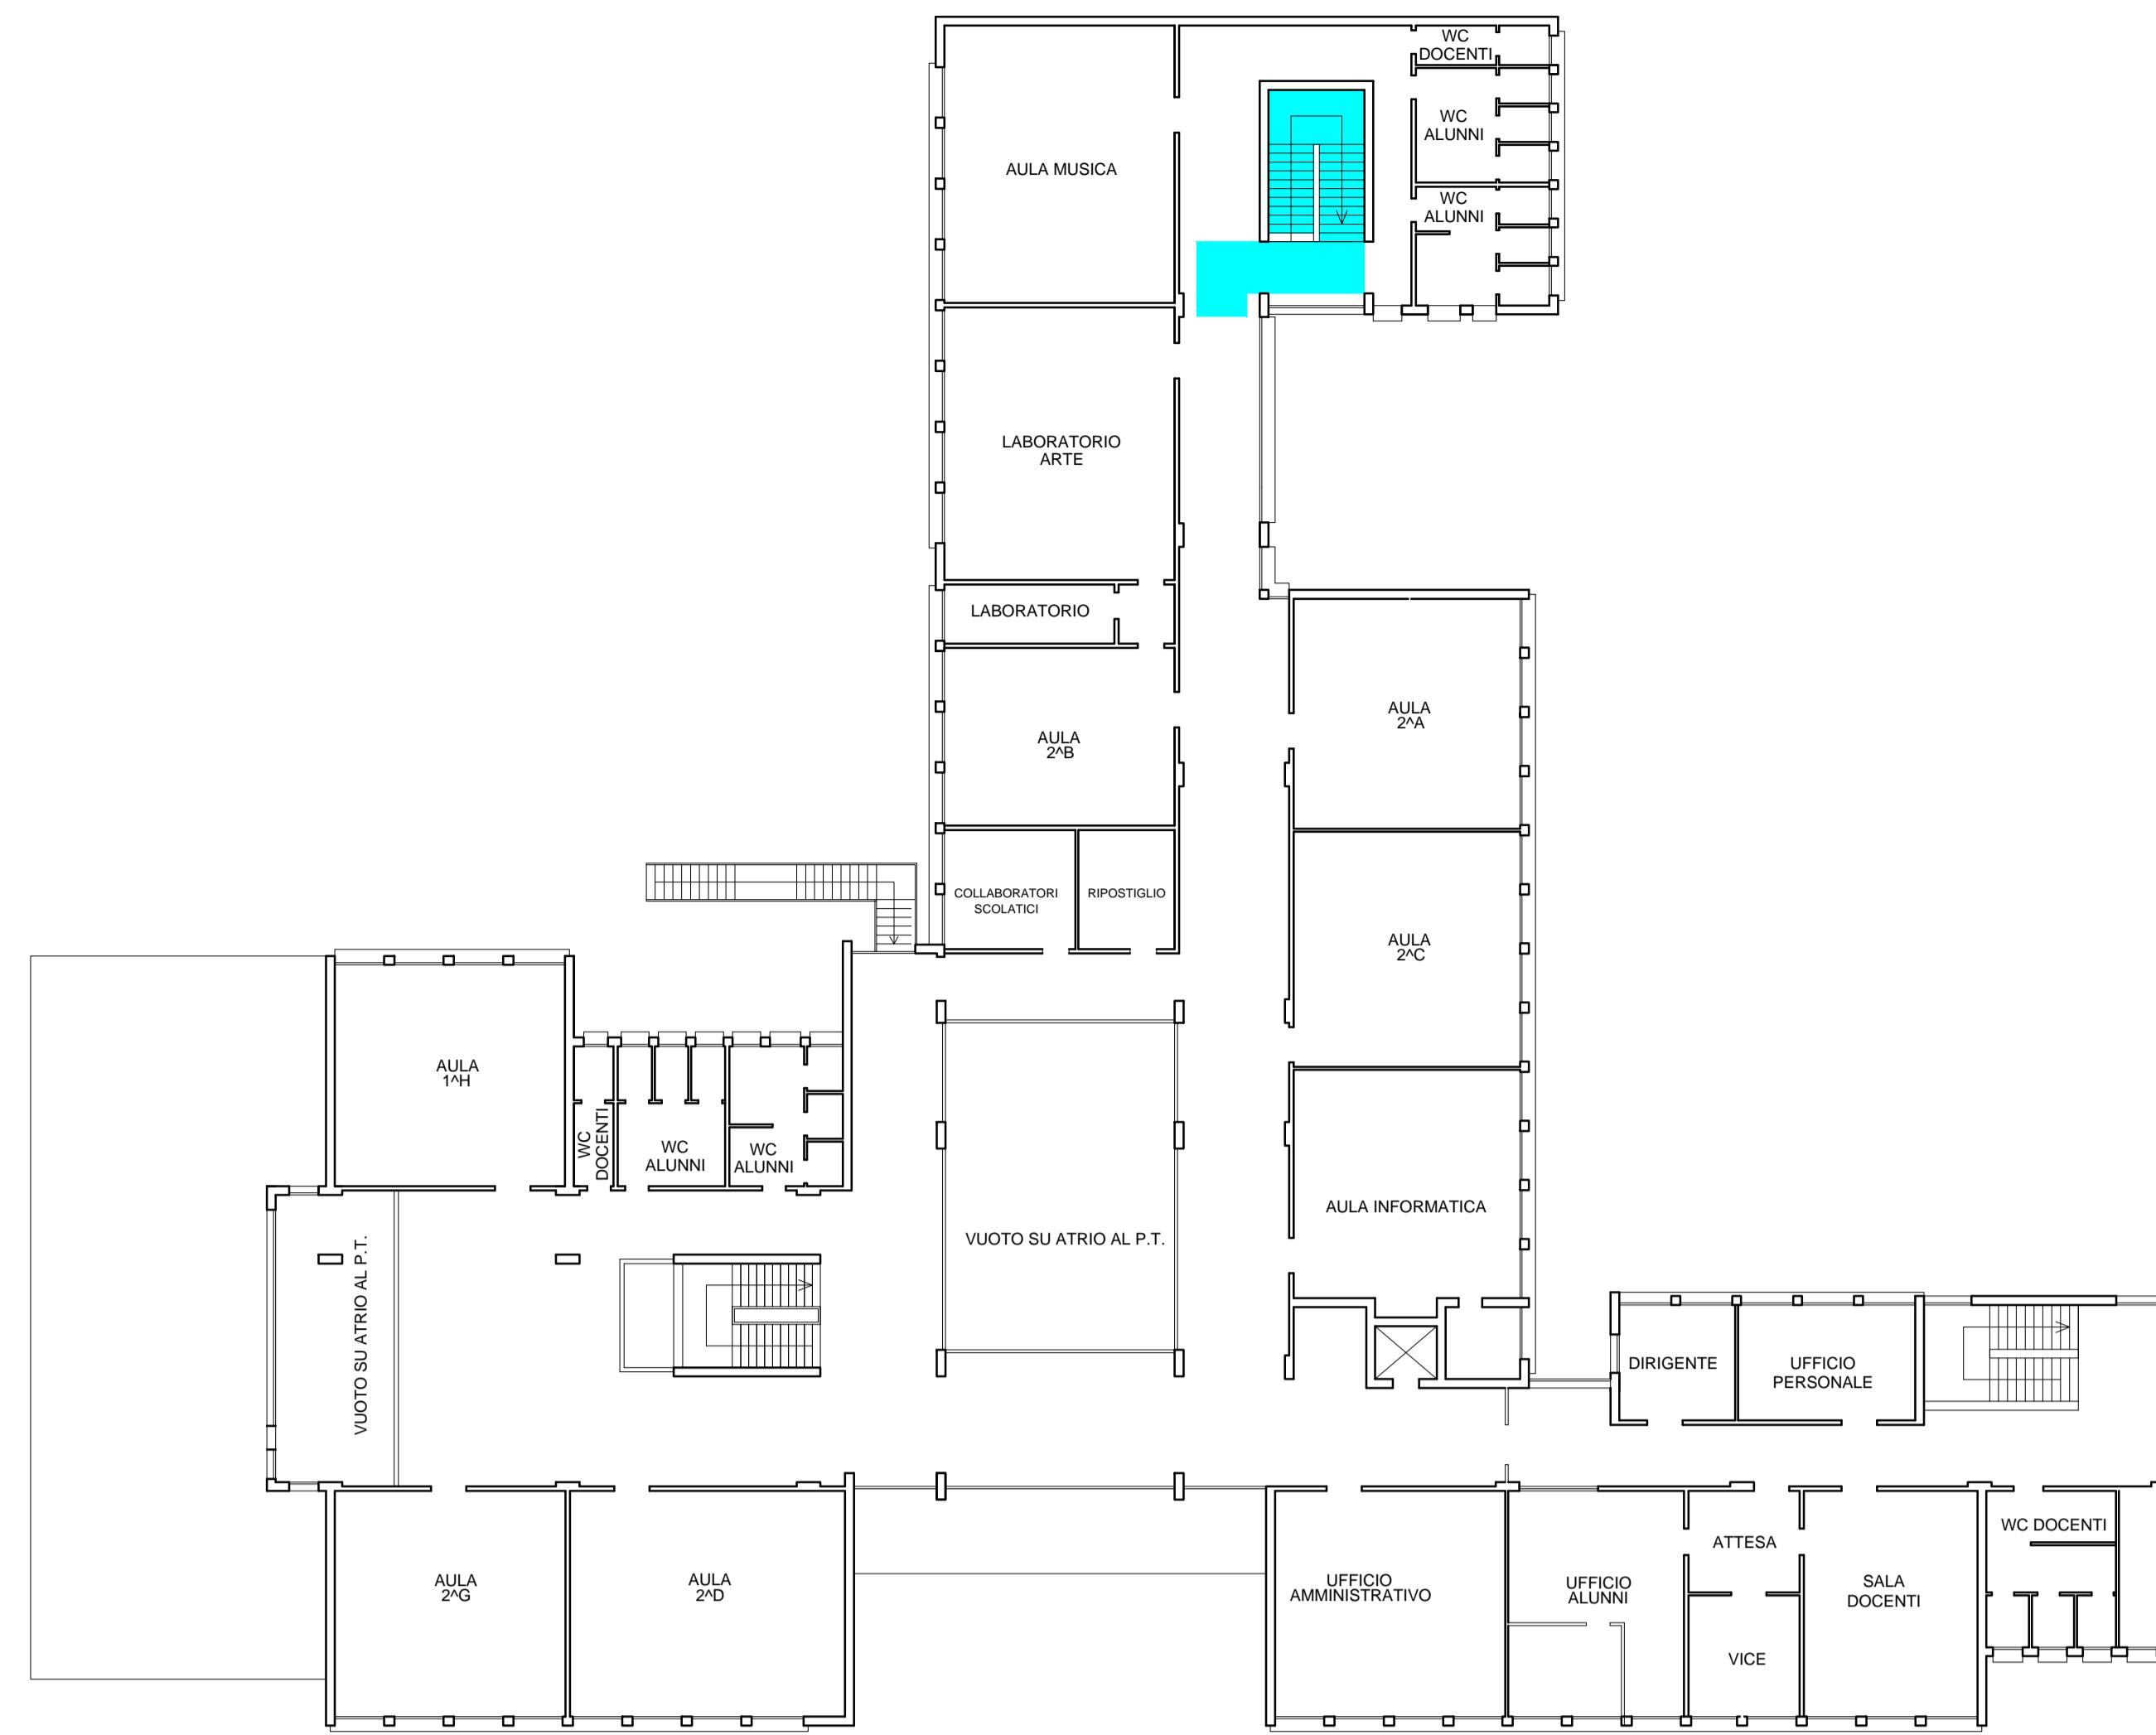 WC
DOCENTI
WC
ALUNNI
AULA MUSICA
WC
ALUNNI
LABORATORIO
ARTE
LABORATORIO
AULA
2^A
AULA
2^B
COLLABORATORI
SCOLATICI
RIPOSTIGLIO
AULA
2^C
AULA
1^H
WC
DOCENTI
WC
ALUNNI
WC
ALUNNI
AULA INFORMATICA
VUOTO SU ATRIO AL P.T.
VUOTO SU ATRIO AL P.T.
DIRIGENTE
UFFICIO
PERSONALE
WC DOCENTI
ATTESA
AULA
2^G
AULA
2^D
UFFICIO
AMMINISTRATIVO
UFFICIO
ALUNNI
SALA
DOCENTI
VICE